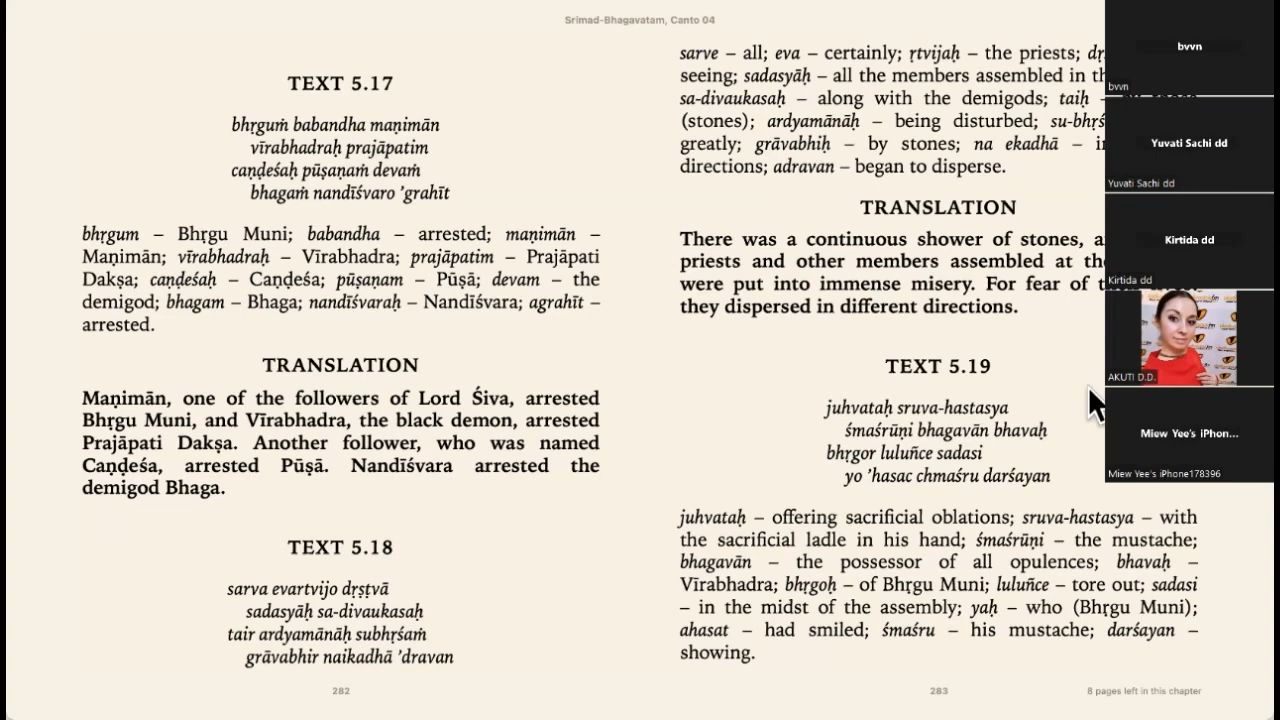 Srimad-Bhagavatam, Canto 04
TEXT 5.17
bhṛguṁ babandha maṇimān
vīrabhadraḥ prajāpatim
caṇḍeśaḥ pūṣaṇaṁ devaṁ
bhagaṁ nandīśvaro ’grahīt
bhṛgum – Bhṛgu Muni; babandha – arrested; maṇimān –
Maṇimān; vīrabhadraḥ – Vīrabhadra; prajāpatim – Prajāpati
Dakṣa; caṇḍeśaḥ – Caṇḍeśa; pūṣaṇam – Pūṣā; devam – the
demigod; bhagam – Bhaga; nandīśvaraḥ – Nandīśvara; agrahīt –
arrested.
TRANSLATION
Maṇimān, one of the followers of Lord Śiva, arrested
Bhṛgu Muni, and Vīrabhadra, the black demon, arrested
Prajāpati Dakṣa. Another follower, who was named
Caṇḍeśa, arrested Pūṣā. Nandīśvara arrested the
demigod Bhaga.
TEXT 5.18
sarva evartvijo dṛṣṭvā
sadasyāḥ sa-divaukasaḥ
tair ardyamānāḥ subhṛśaṁ
grāvabhir naikadhā ’dravan
282
sarve – all; eva – certainly; ṛtvijaḥ – the priests;
seeing; sadasyāḥ – all the members assembled in
sa-divaukasaḥ – along with the demigods; taiḥ –
(stones); ardyamānāḥ – being disturbed;
greatly; grāvabhiḥ – by stones; na ekadhā –
directions; adravan – began to disperse.
TRANSLATION
There was a continuous shower of stones,
priests and other members assembled at
were put into immense misery. For fear of
they dispersed in different directions.
TEXT 5.19
juhvataḥ sruva-hastasya
śmaśrūṇi bhagavān bhavaḥ
bhṛgor luluñce sadasi
yo ’hasac chmaśru darśayan
juhvataḥ – offering sacrificial oblations; sruva-hastasya – with
the sacrificial ladle in his hand; śmaśrūṇi – the mustache;
bhagavān – the possessor of all opulences; bhavaḥ –
Vīrabhadra; bhṛgoḥ – of Bhṛgu Muni; luluñce – tore out; sadasi
– in the midst of the assembly; yaḥ – who (Bhṛgu Muni);
ahasat – had smiled; śmaśru – his mustache; darśayan –
showing.
283
8 pages left in this chapter
bvvn
bvvn
Yuvati Sachi dd
Yuvati Sachi dd
Kirtida dd
Kirtida dd
AKUTI D.D.
Miew Yee's iPhon...
Miew Yee's iPhone178396